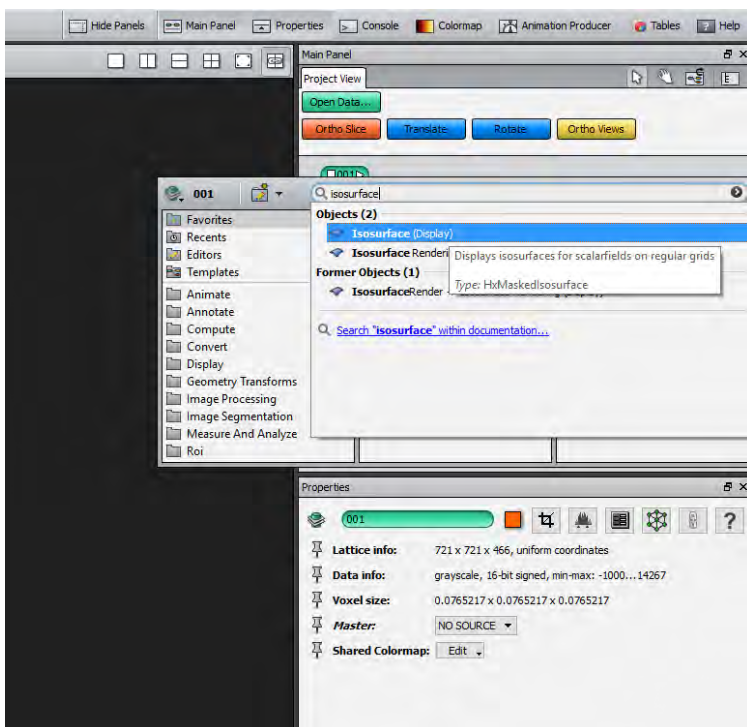 Hide Panels Main Panel Properties Console Colormap Animation Producer Tables Help
Main Panel
Project View
Open Data...
Ortho Slice Translate Rotate Ortho Views
001
001 isosurface
Favorites
Recents
Editors
Templates
Animate
Annotate
Compute
Convert
Display
Geometry Transforms
Image Processing
Image Segmentation
Measure And Analyze
Roi
Objects (2)
Isosurface (Display)
Isosurface
Displays isosurfaces for scalarfields on regular grids
Type: HxMaskedIsosurface
Former Objects (1)
IsosurfaceRender
Search "isosurface" within documentation...
Properties
001
Lattice info: 721 x 721 x 466, uniform coordinates
Data info: grayscale, 16-bit signed, min-max: -1000...14267
Voxel size: 0.0765217 x 0.0765217 x 0.0765217
Master: NO SOURCE
Shared Colormap: Edit